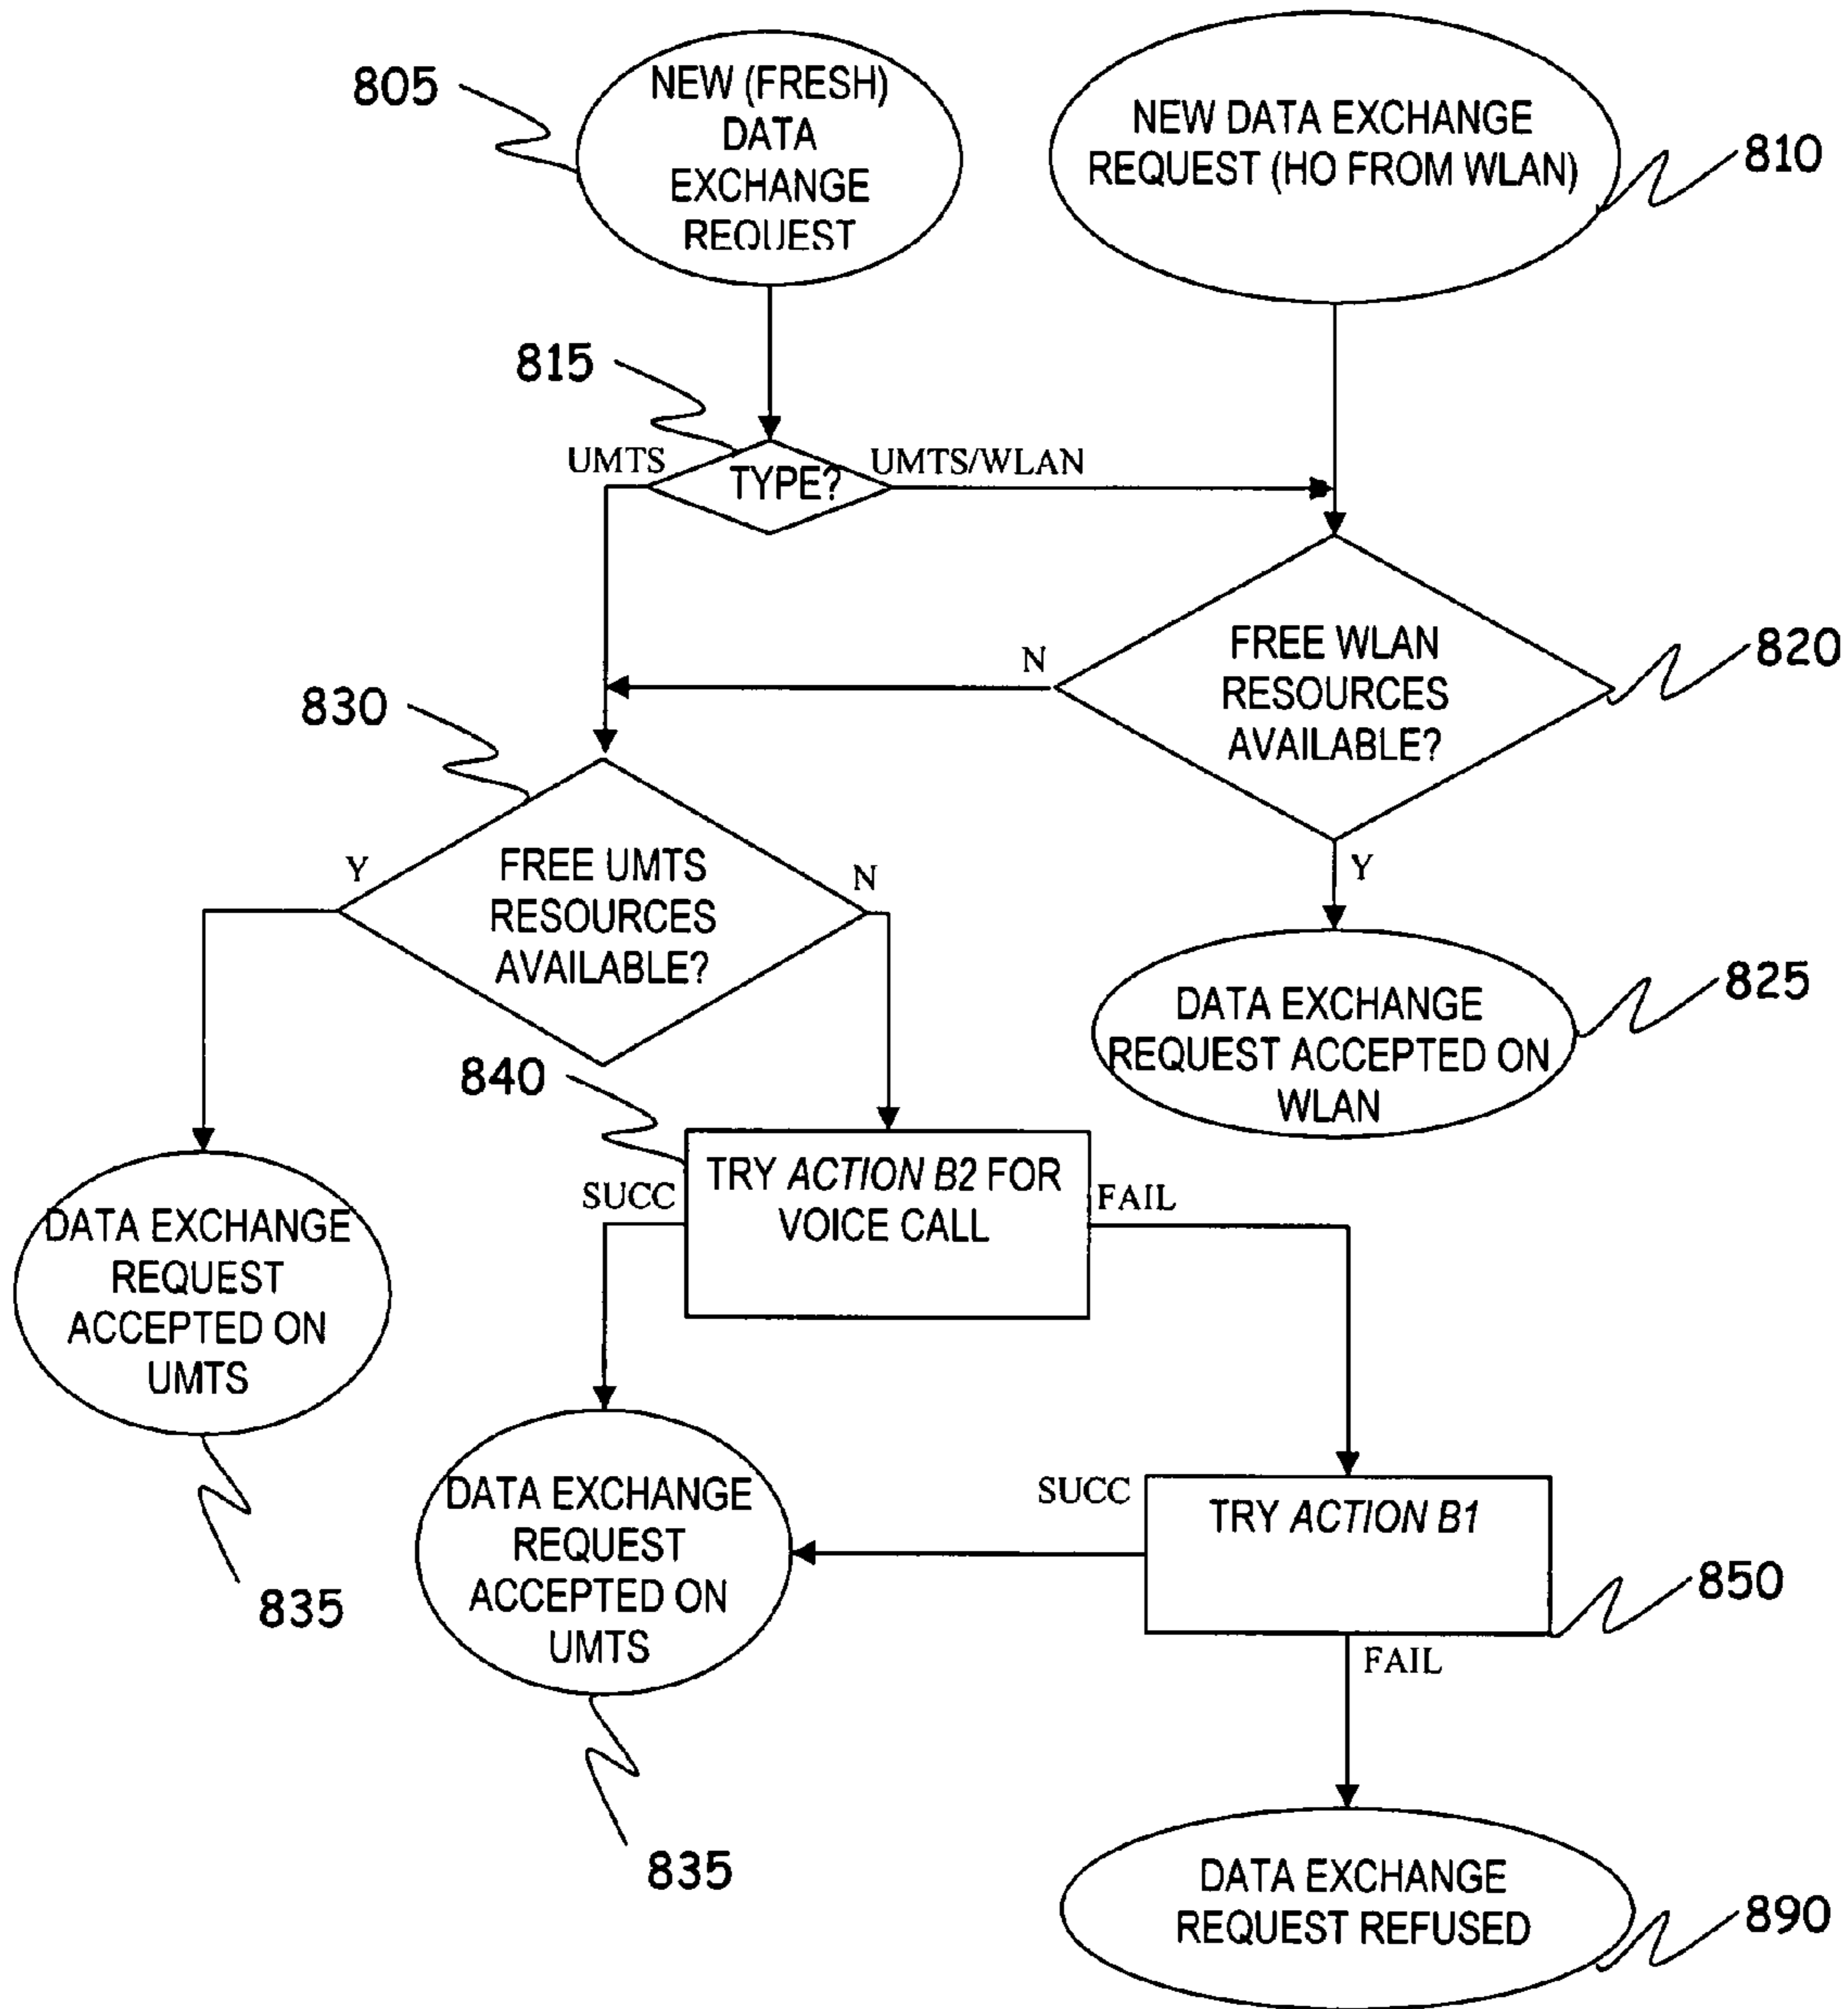 805
NEW (FRESH)
DATA
EXCHANGE
REQUEST
NEW DATA EXCHANGE
REQUEST (HO FROM WLAN)
810
815
UMTS
TYPE?
UMTS/WLAN
N
FREE WLAN
RESOURCES
AVAILABLE?
820
Y
830
Y
FREE UMTS
RESOURCES
AVAILABLE?
N
DATA EXCHANGE
REQUEST ACCEPTED ON
WLAN
825
840
SUCC
TRY ACTION B2 FOR
VOICE CALL
FAIL
DATA EXCHANGE
REQUEST
ACCEPTED ON
UMTS
835
DATA EXCHANGE
REQUEST
ACCEPTED ON
UMTS
835
SUCC
TRY ACTION B1
850
FAIL
DATA EXCHANGE
REQUEST REFUSED
890